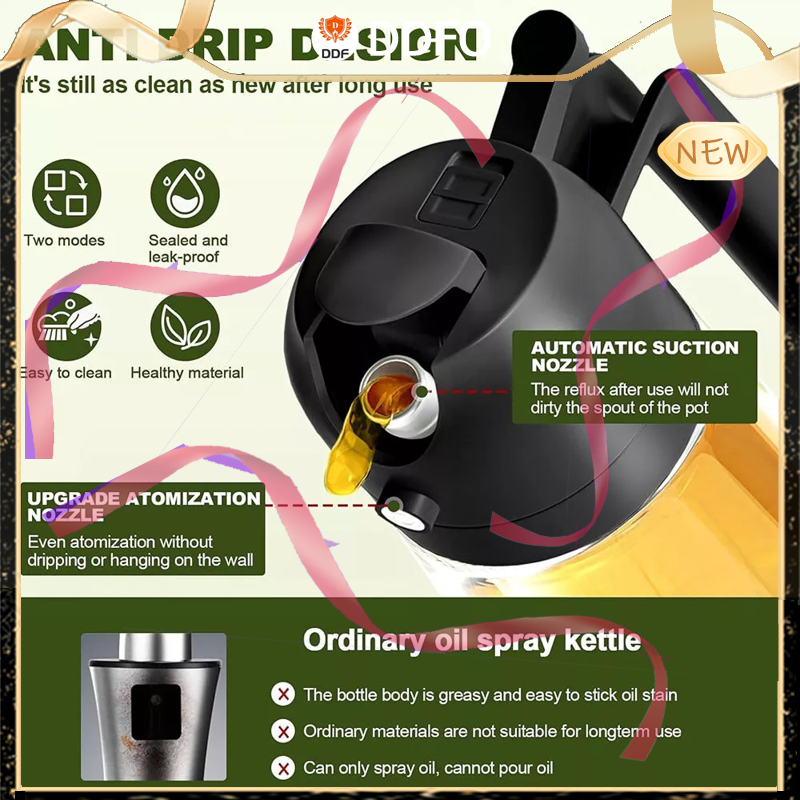 ANTI DRIP DESIGN
DDF
it's still as clean as new after long use
NEW
Two modes
Sealed and
leak-proof
Easy to clean
Healthy material
AUTOMATIC SUCTION
NOZZLE
The reflux after use will not
dirty the spout of the pot
UPGRADE ATOMIZATION
NOZZLE
Even atomization without
dripping or hanging on the wall
Ordinary oil spray kettle
The bottle body is greasy and easy to stick oil stain
Ordinary materials are not suitable for longterm use
Can only spray oil, cannot pour oil